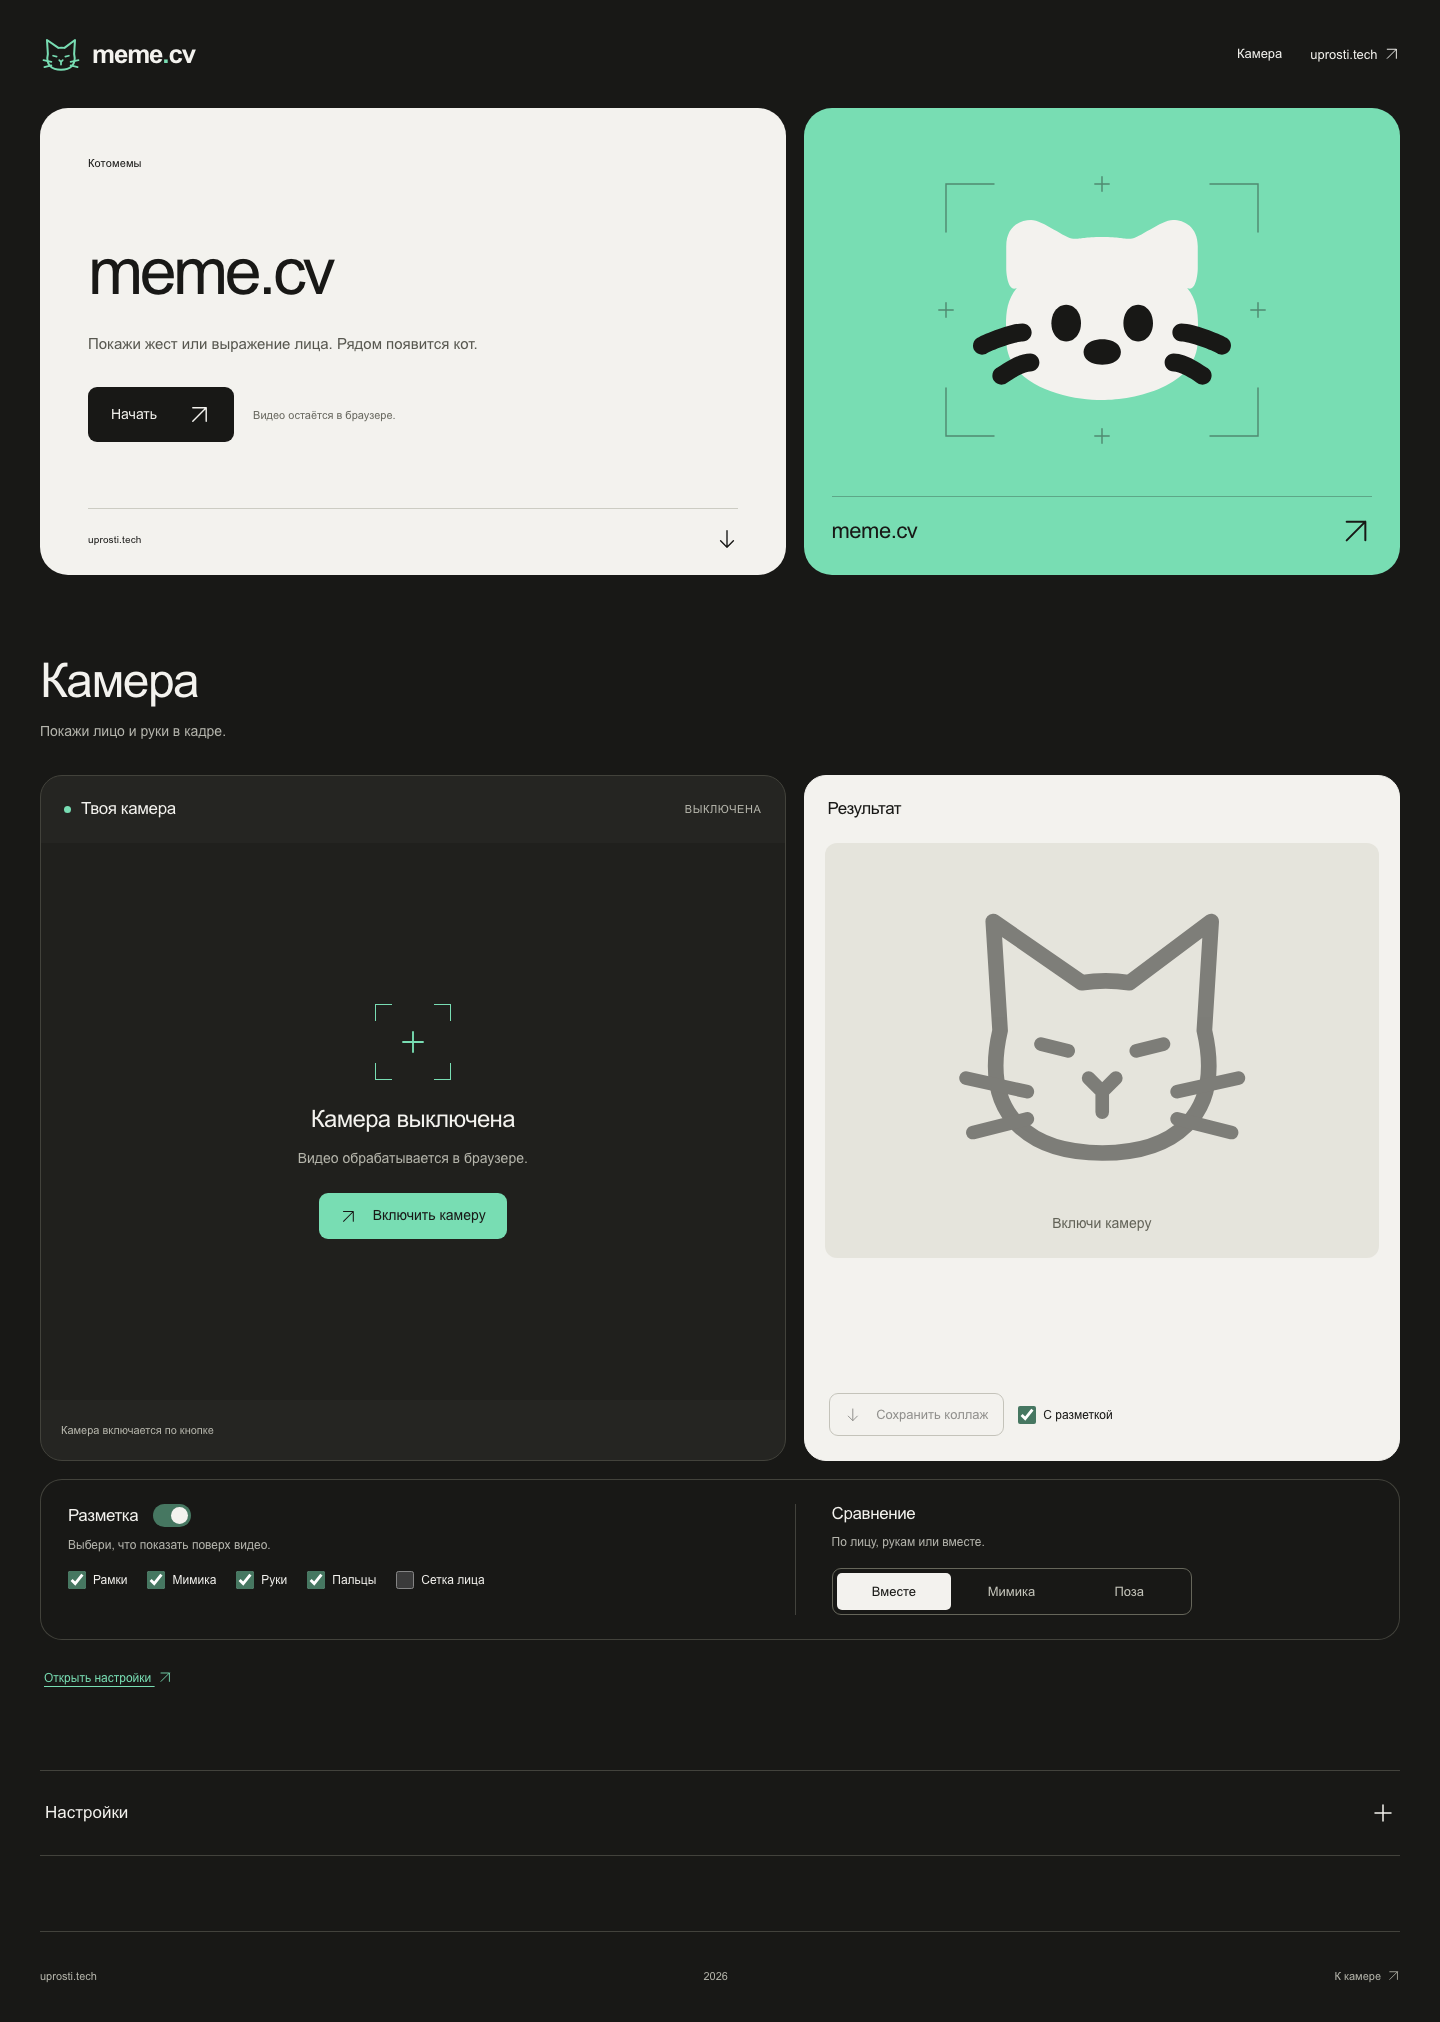 meme.cv
Камера
uprosti.tech
Котомемы
meme.cv
Покажи жест или выражение лица. Рядом появится кот.
Начать
Видео остаётся в браузере.
uprosti.tech
meme.cv
Камера
Покажи лицо и руки в кадре.
Твоя камера
ВЫКЛЮЧЕНА
Камера выключена
Видео обрабатывается в браузере.
Включить камеру
Камера включается по кнопке
Результат
Включи камеру
Сохранить коллаж
С разметкой
Разметка
Выбери, что показать поверх видео.
Рамки
Мимика
Руки
Пальцы
Сетка лица
Сравнение
По лицу, рукам или вместе.
Вместе
Мимика
Поза
Открыть настройки
Настройки
uprosti.tech
2026
К камере